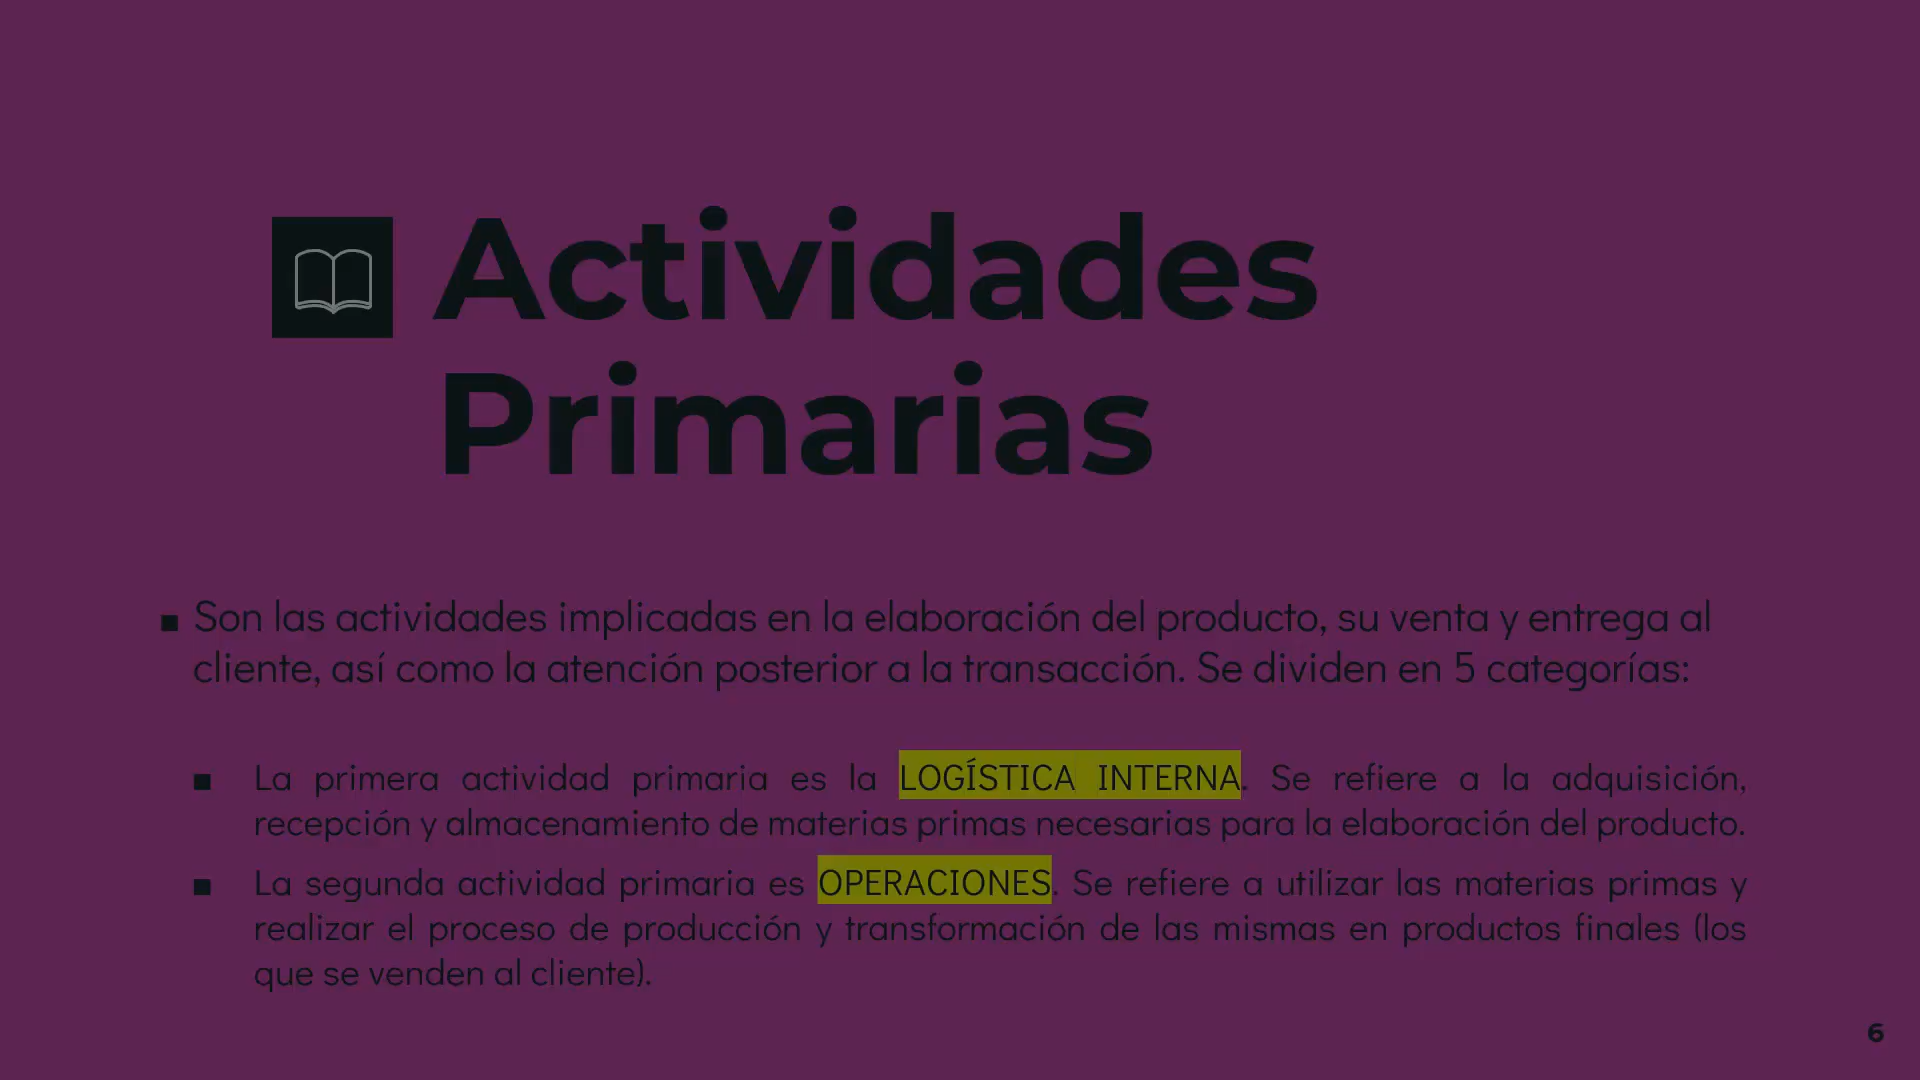 Actividades
Primarias
▪ Son las actividades implicadas en la elaboración del producto, su venta y entrega al
cliente, así como la atención posterior a la transacción. Se dividen en 5 categorías:
▪ La primera actividad primaria es la LOGÍSTICA INTERNA. Se refiere a la adquisición,
recepción y almacenamiento de materias primas necesarias para la elaboración del producto.
▪ La segunda actividad primaria es OPERACIONES. Se refiere a utilizar las materias primas y
realizar el proceso de producción y transformación de las mismas en productos finales (los
que se venden al cliente).
6